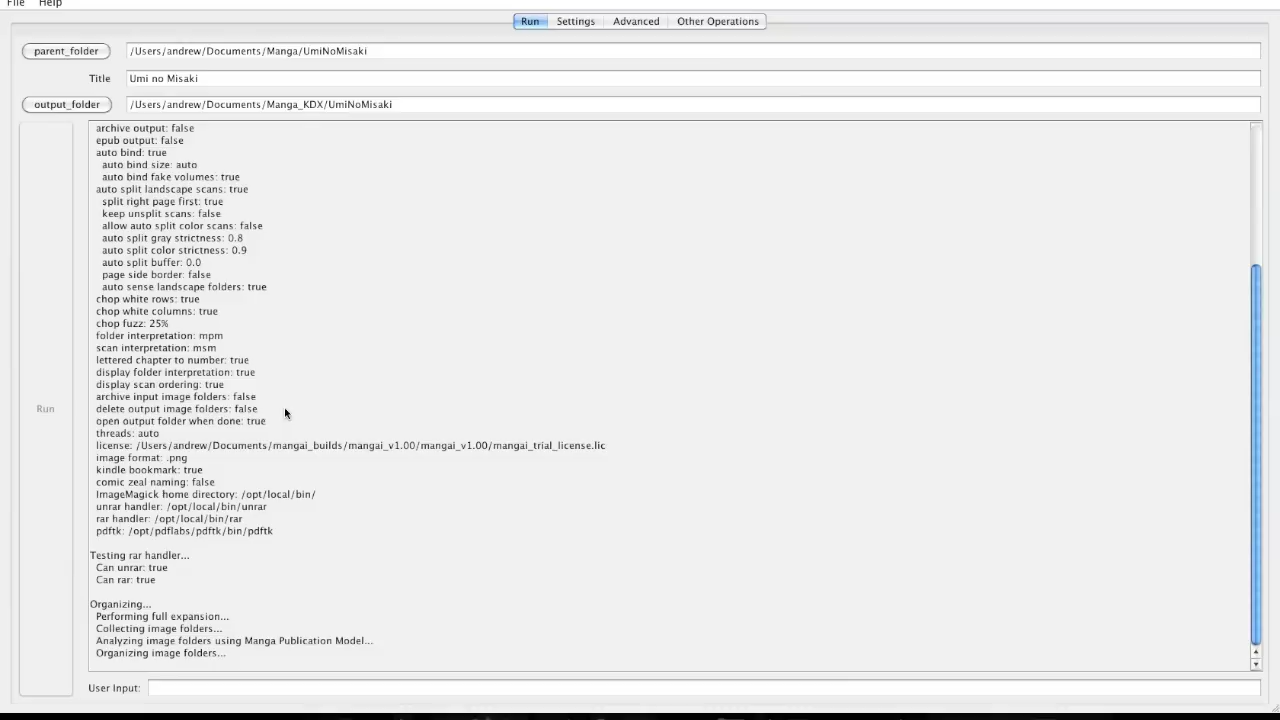 File Help
Run Settings Advanced Other Operations
parent_folder /Users/andrew/Documents/Manga/UmiNoMisaki
Title Umi no Misaki
output_folder /Users/andrew/Documents/Manga_KDX/UmiNoMisaki
archive output: false
epub output: false
auto bind: true
auto bind size: auto
auto bind fake volumes: true
auto split landscape scans: true
split right page first: true
keep unsplit scans: false
allow auto split color scans: false
auto split gray strictness: 0.8
auto split color strictness: 0.9
auto split buffer: 0.0
page side border: false
auto sense landscape folders: true
chop white rows: true
chop white columns: true
chop fuzz: 25%
folder interpretation: mpm
scan interpretation: msm
lettered chapter to number: true
display folder interpretation: true
display scan ordering: true
archive input image folders: false
Run
delete output image folders: false
open output folder when done: true
threads: auto
license: /Users/andrew/Documents/mangai_builds/mangai_v1.00/mangai_v1.00/mangai_trial_license.lic
image format: .png
kindle bookmark: true
comic zeal naming: false
ImageMagick home directory: /opt/local/bin/
unrar handler: /opt/local/bin/unrar
rar handler: /opt/local/bin/rar
pdftk: /opt/pdflabs/pdftk/bin/pdftk
Testing rar handler...
Can unrar: true
Can rar: true
Organizing...
Performing full expansion...
Collecting image folders...
Analyzing image folders using Manga Publication Model...
Organizing image folders...
User Input: